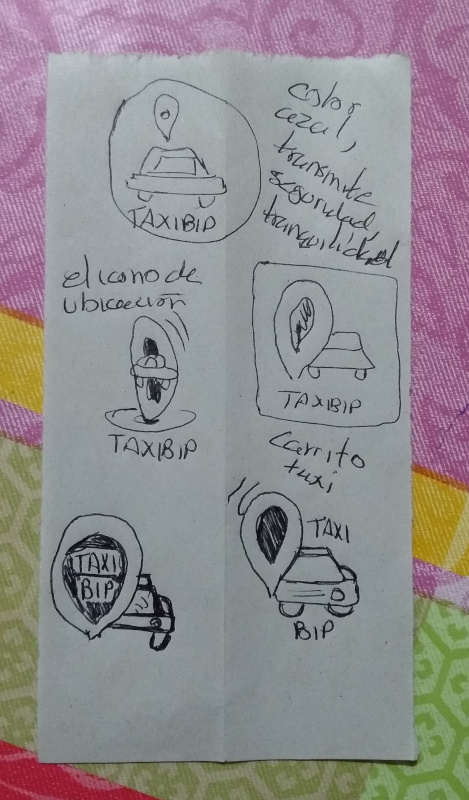 TAXIBIP
color
azul,
transmite
seguridad,
tranquilidad
el icono de
ubicación
TAXIBIP
TAXIBIP
carrito
taxi
TAXI
BIP
TAXI
BIP